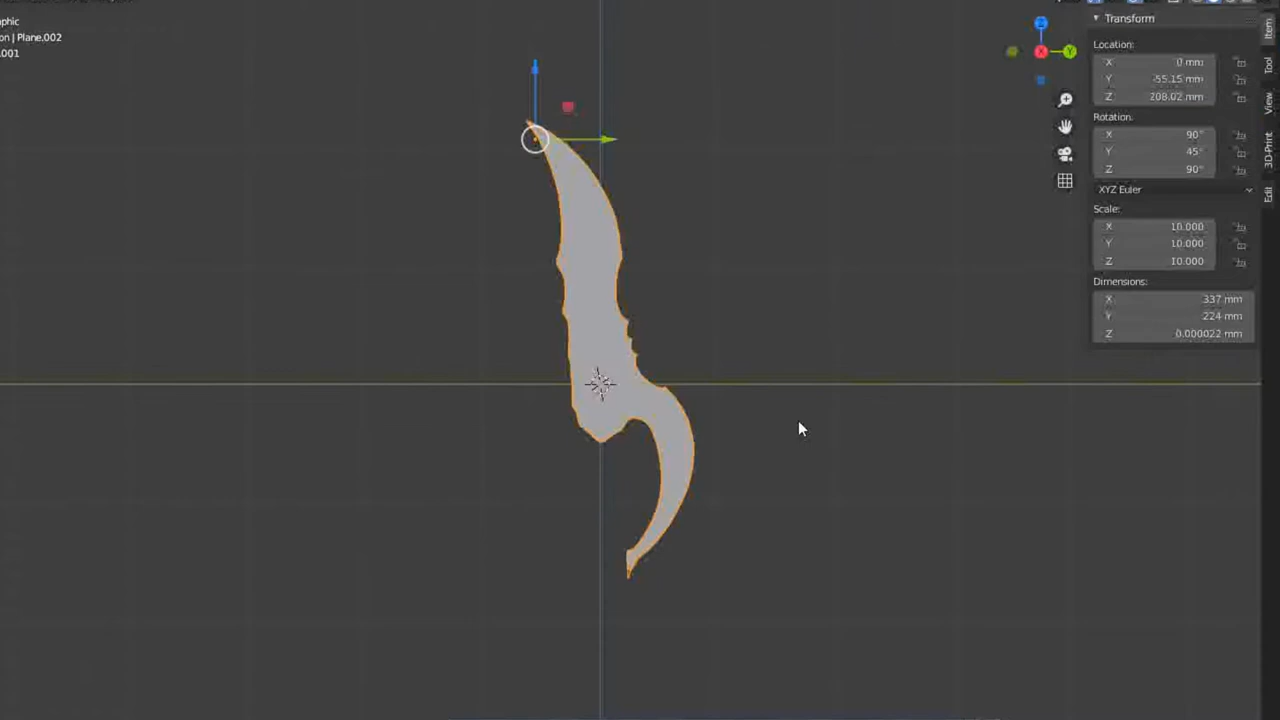 phic
on | Plane.002
.001
Transform
Location:
X 0 mm
Y -55.15 mm
Z 208.02 mm
Rotation:
X 90°
Y 45°
Z 90°
XYZ Euler
Scale:
X 10.000
Y 10.000
Z 10.000
Dimensions:
X 337 mm
Y 224 mm
Z 0.000022 mm
Item
Tool
View
3D-Print
Edit
X
Y